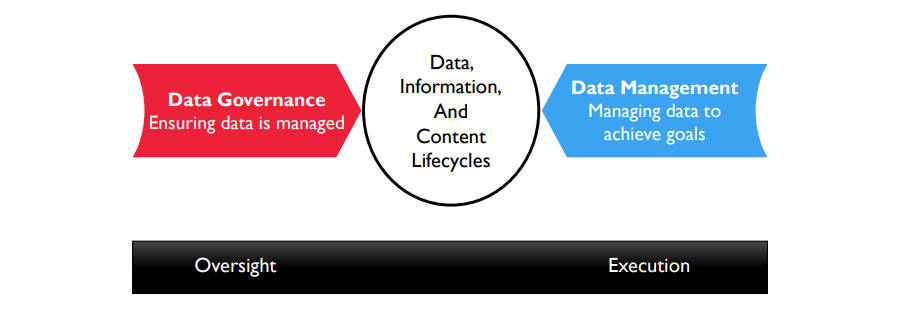 Data Governance
Ensuring data is managed
Data,
Information,
And
Content
Lifecycles
Data Management
Managing data to
achieve goals
Oversight
Execution